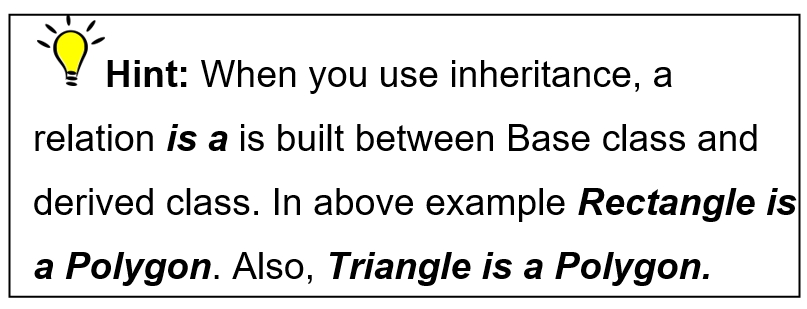 Hint: When you use inheritance, a
relation is a is built between Base class and
derived class. In above example Rectangle is
a Polygon. Also, Triangle is a Polygon.